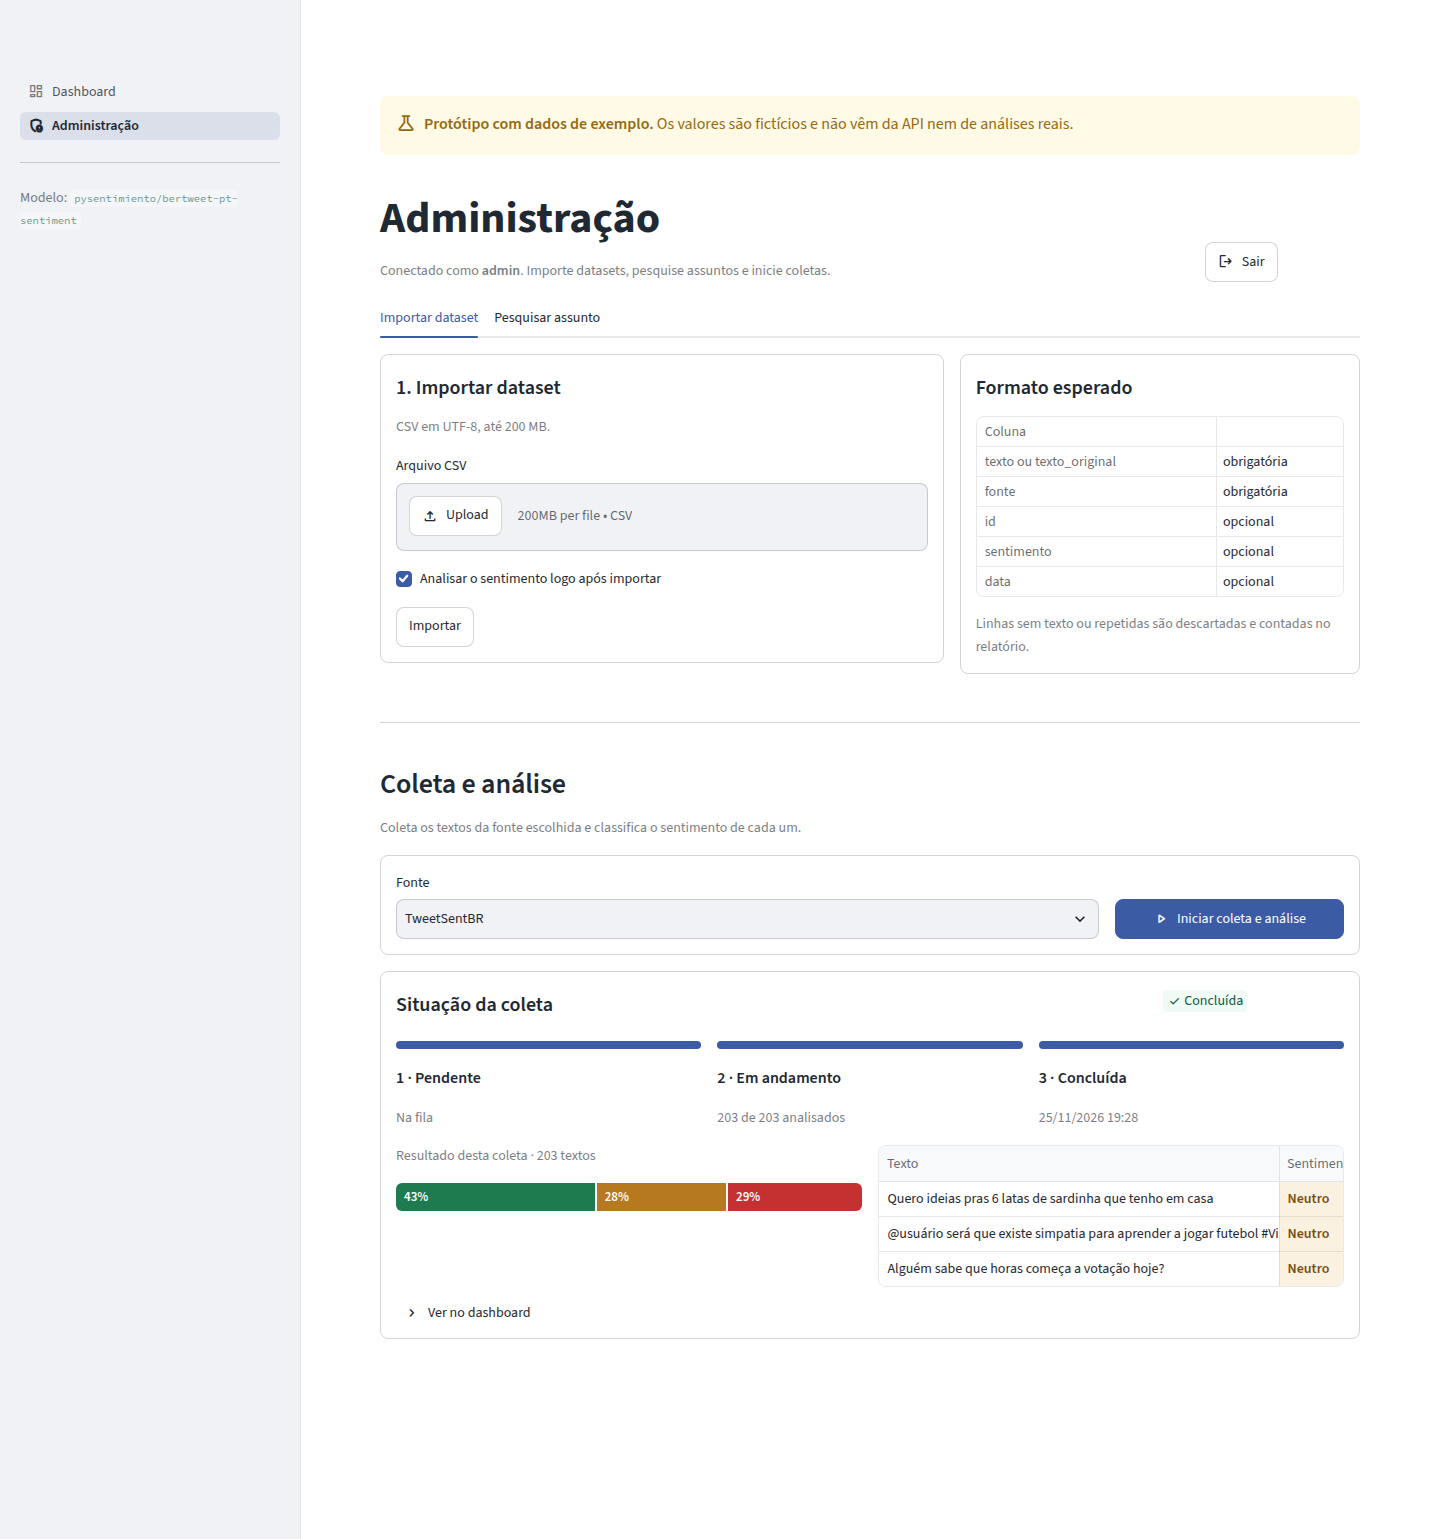 Dashboard
Administração
Modelo: pysentimiento/bertweet-pt-
sentiment
Protótipo com dados de exemplo. Os valores são fictícios e não vêm da API nem de análises reais.
Administração
Conectado como admin. Importe datasets, pesquise assuntos e inicie coletas.
Sair
Importar dataset
Pesquisar assunto
1. Importar dataset
CSV em UTF-8, até 200 MB.
Arquivo CSV
Upload
200MB per file • CSV
Analisar o sentimento logo após importar
Importar
Formato esperado
Coluna
texto ou texto_original obrigatória
fonte obrigatória
id opcional
sentimento opcional
data opcional
Linhas sem texto ou repetidas são descartadas e contadas no
relatório.
Coleta e análise
Coleta os textos da fonte escolhida e classifica o sentimento de cada um.
Fonte
TweetSentBR
Iniciar coleta e análise
Situação da coleta
Concluída
1 · Pendente
Na fila
2 · Em andamento
203 de 203 analisados
3 · Concluída
25/11/2026 19:28
Resultado desta coleta · 203 textos
43% 28% 29%
Texto Sentimen
Quero ideias pras 6 latas de sardinha que tenho em casa Neutro
@usuário será que existe simpatia para aprender a jogar futebol #Vi Neutro
Alguém sabe que horas começa a votação hoje? Neutro
Ver no dashboard